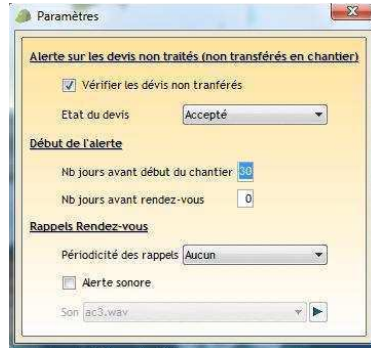 Paramètres
Alerte sur les devis non traités (non transférés en chantier)
Vérifier les dévis non tranférés
Etat du devis Accepté
Début de l'alerte
Nb jours avant début du chantier 30
Nb jours avant rendez-vous 0
Rappels Rendez-vous
Périodicité des rappels Aucun
Alerte sonore
Son ac3.wav